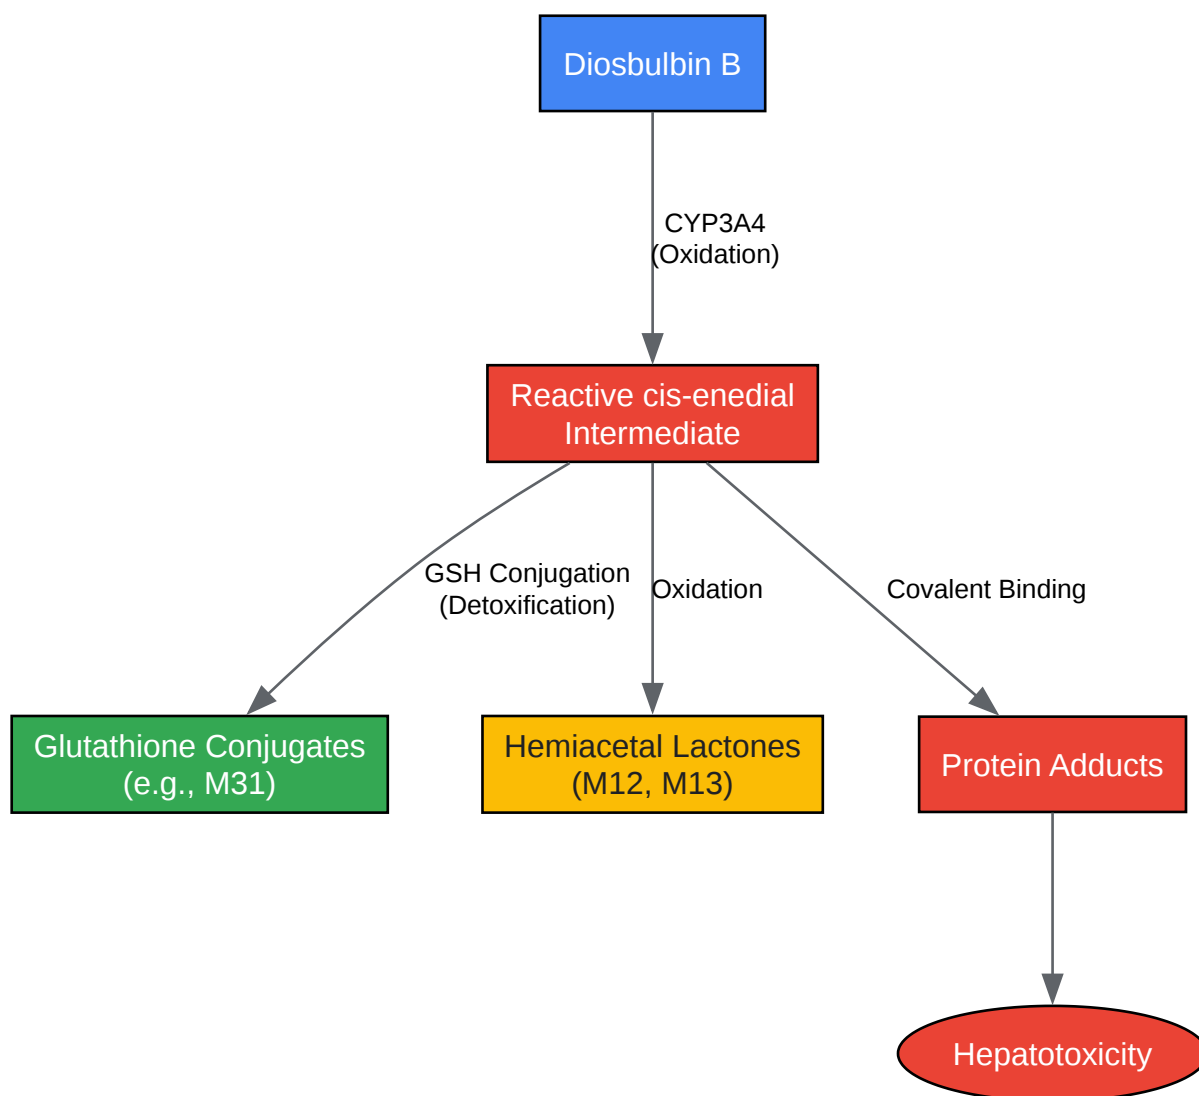 Diosbulbin B
CYP3A4
(Oxidation)
Reactive cis-enedial
Intermediate
GSH Conjugation
(Detoxification)
Oxidation
Covalent Binding
Glutathione Conjugates
(e.g., M31)
Hemiacetal Lactones
(M12, M13)
Protein Adducts
Hepatotoxicity